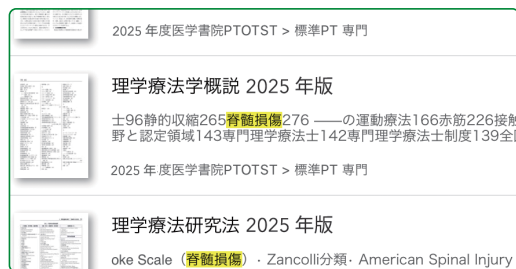 2025 年度医学書院PTOTST > 標準PT 専門
理学療法学概説 2025 年版
士96静的収縮265脊髄損傷276 ——の運動療法166赤筋226接触
野と認定領域143専門理学療法士142専門理学療法士制度139全国
2025 年度医学書院PTOTST > 標準PT 専門
理学療法研究法 2025 年版
oke Scale（脊髄損傷）· Zancolli分類· American Spinal Injury